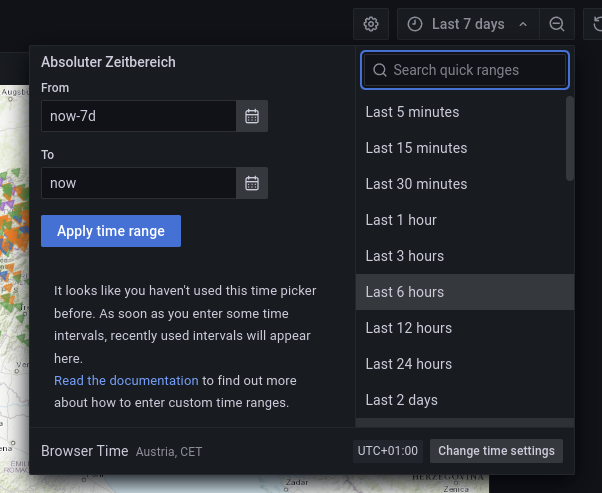 Last 7 days
Absoluter Zeitbereich
Search quick ranges
From
now-7d
To
now
Apply time range
It looks like you haven't used this time picker
before. As soon as you enter some time
intervals, recently used intervals will appear
here.
Read the documentation to find out more
about how to enter custom time ranges.
Last 5 minutes
Last 15 minutes
Last 30 minutes
Last 1 hour
Last 3 hours
Last 6 hours
Last 12 hours
Last 24 hours
Last 2 days
Browser Time Austria, CET
UTC+01:00
Change time settings
Augsb
Zadar
HERZEGOVINA
Zenica